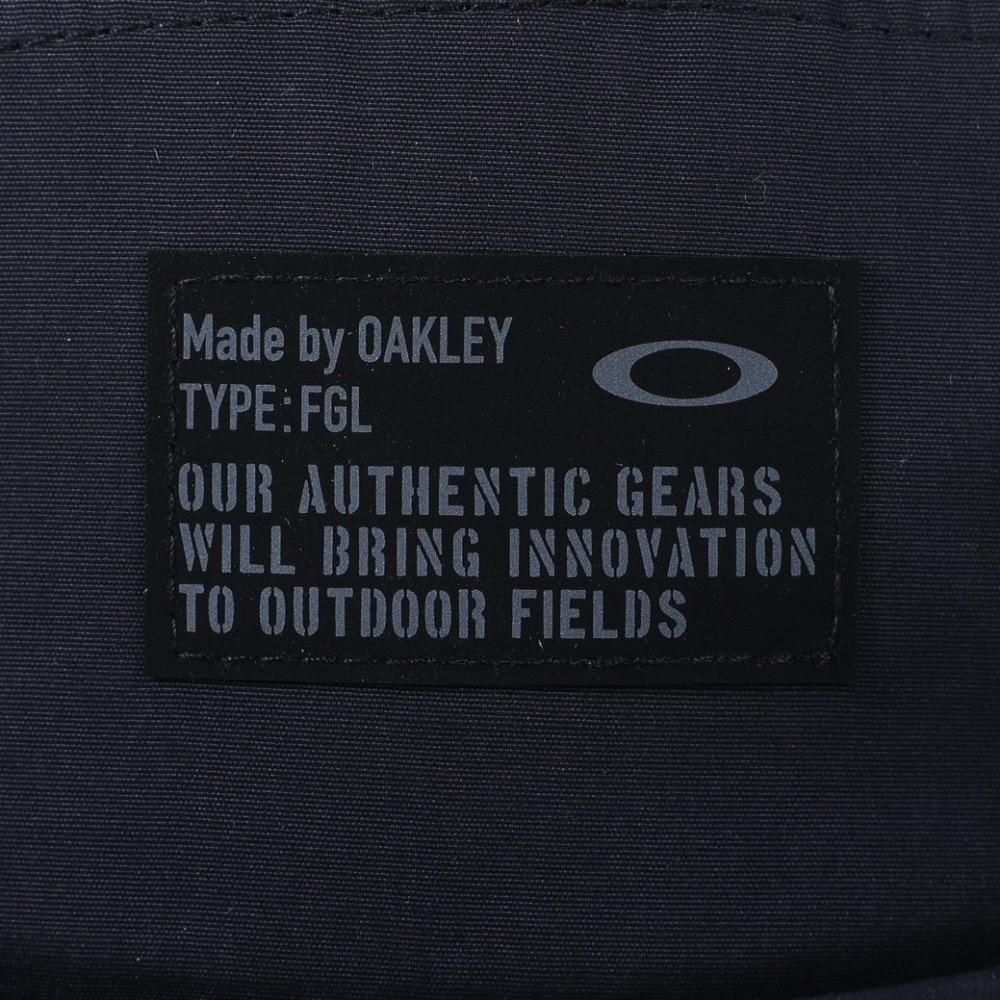 Made by OAKLEY
TYPE:FGL
OUR AUTHENTIC GEARS
WILL BRING INNOVATION
TO OUTDOOR FIELDS